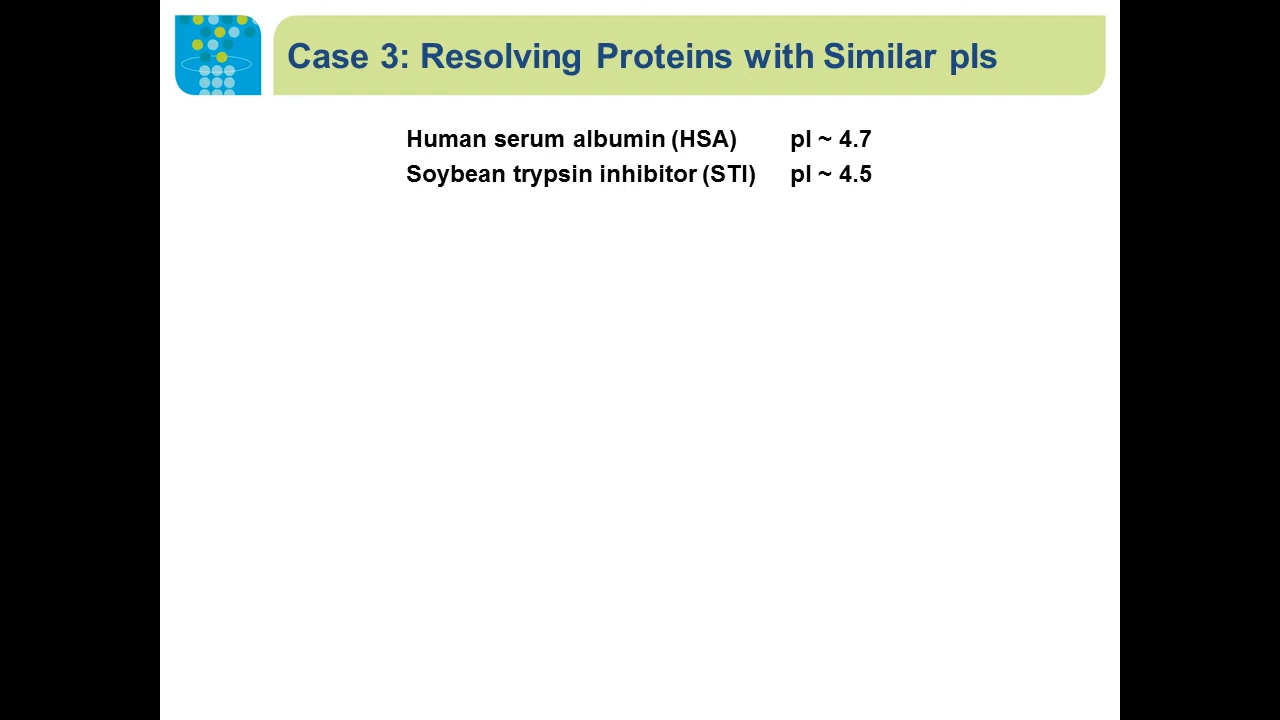 Case 3: Resolving Proteins with Similar pIs
Human serum albumin (HSA) pI ~ 4.7
Soybean trypsin inhibitor (STI) pI ~ 4.5